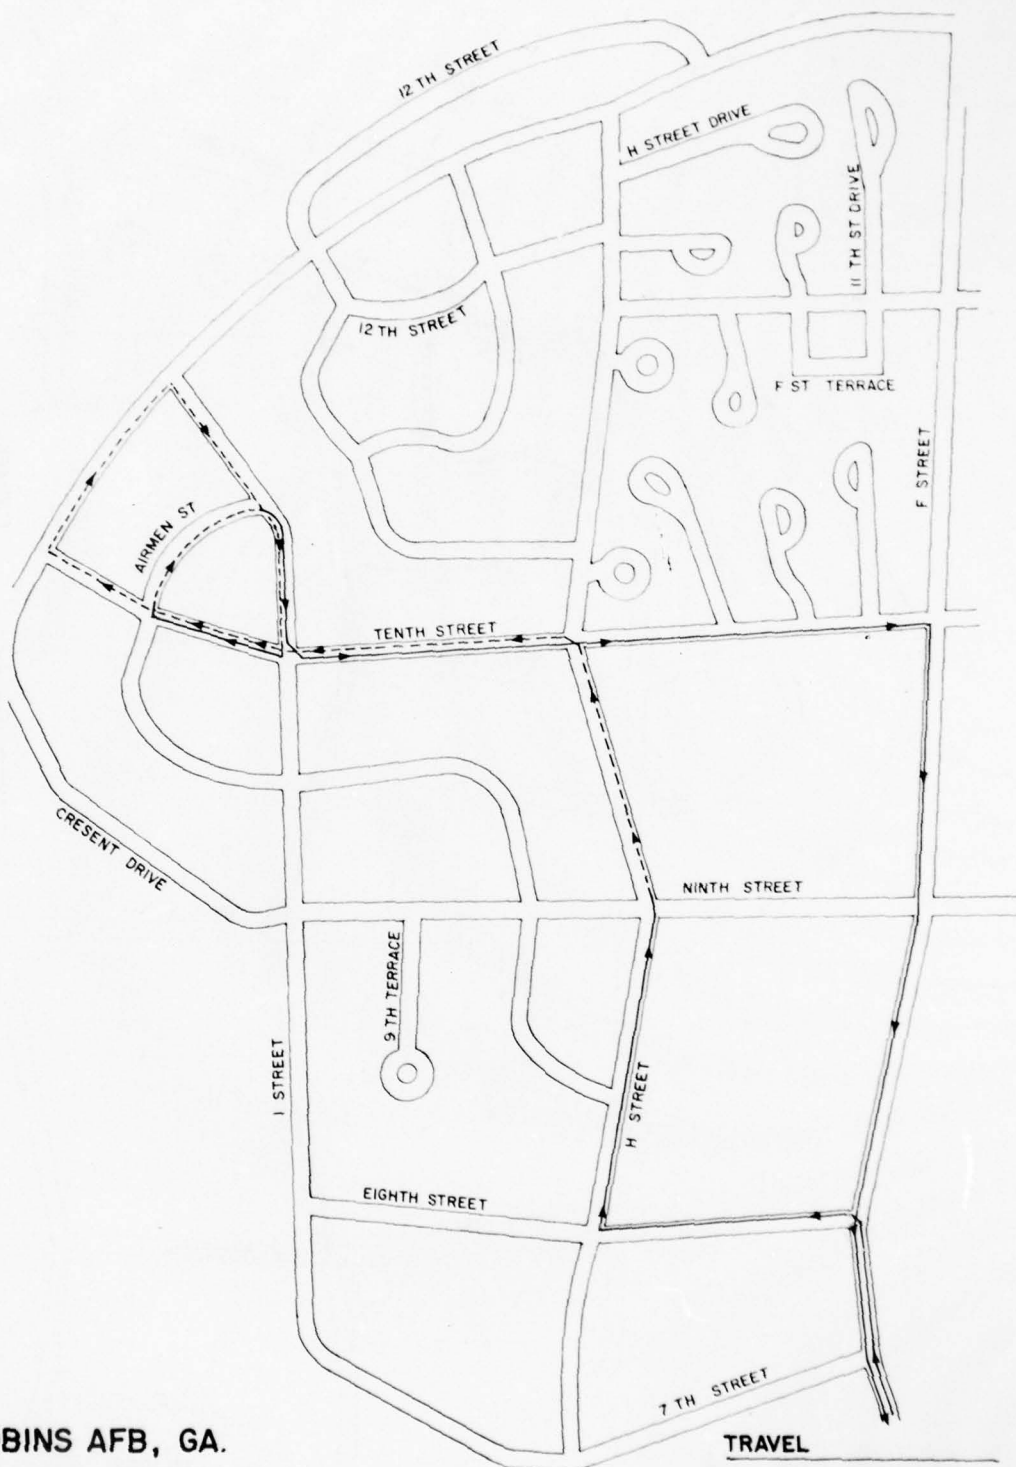 12 TH STREET
H STREET DRIVE
11 TH ST DRIVE
12 TH STREET
F ST TERRACE
F STREET
AIRMEN ST
TENTH STREET
CRESENT DRIVE
NINTH STREET
9 TH TERRACE
I STREET
H STREET
EIGHTH STREET
7 TH STREET
BINS AFB, GA.
TRAVEL